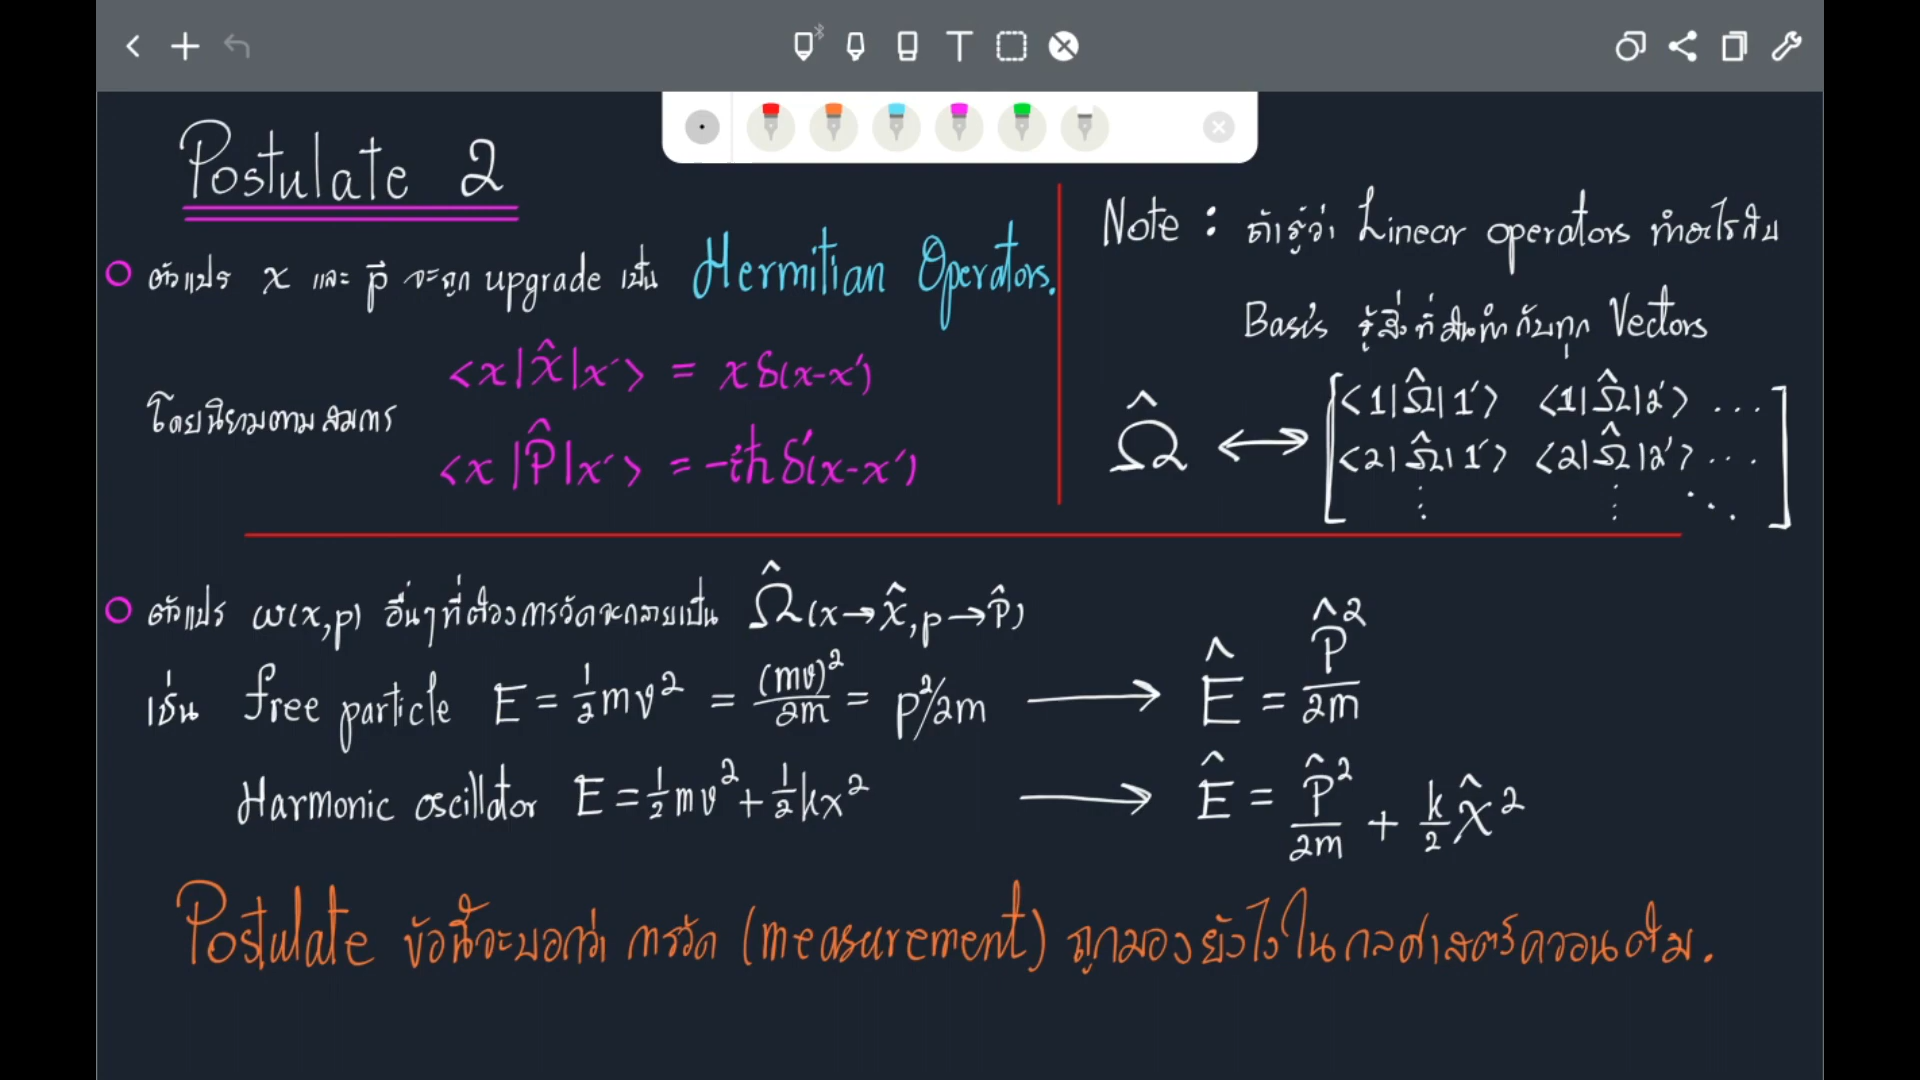 Postulate 2
ตัวแปร x และ p⃗ จะถูก upgrade เป็น Hermitian Operators.
โดยนิยามตามสมการ
<x|x̂|x'> = xδ(x-x')
<x|P̂|x'> = -iħ δ'(x-x')
Note : ถ้ารู้ว่า Linear operators ทำอะไรกับ
Basis รู้สิ่งที่มันทำกับทุก Vectors
Ω̂ ⟷ [<1|Ω̂|1'> <1|Ω̂|2'> ...
<2|Ω̂|1'> <2|Ω̂|2'> ...
⋮ ⋮ ⋱]
ตัวแปร ω(x,p) อื่นๆที่ต้องการวัดจะกลายเป็น Ω̂(x→x̂, p→p̂)
เช่น free particle E = ½mv² = (mv)²/2m = p²/2m ⟶ Ê = P̂²/2m
Harmonic oscillator E = ½mv² + ½kx² ⟶ Ê = P̂²/2m + k/2 x̂²
Postulate ข้อนี้จะบอกว่า การวัด (measurement) ถูกมองยังไงในกลศาสตร์ควอนตัม.
T